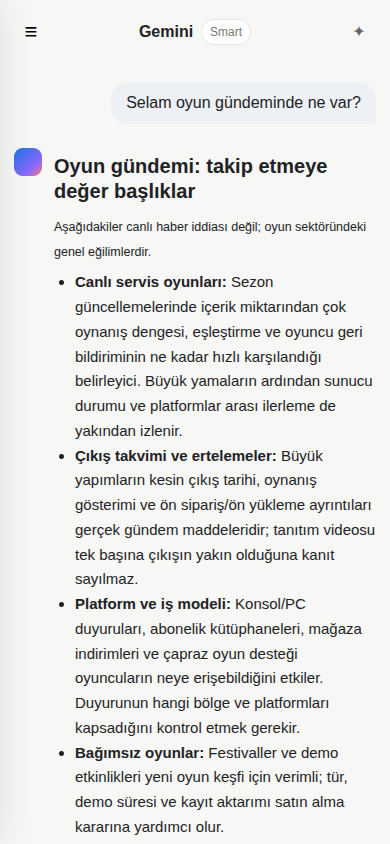 Gemini Smart
Selam oyun gündeminde ne var?
Oyun gündemi: takip etmeye
değer başlıklar
Aşağıdakiler canlı haber iddiası değil; oyun sektöründeki
genel eğilimlerdir.
• Canlı servis oyunları: Sezon
güncellemelerinde içerik miktarından çok
oynanış dengesi, eşleştirme ve oyuncu geri
bildiriminin ne kadar hızlı karşılandığı
belirleyici. Büyük yamaların ardından sunucu
durumu ve platformlar arası ilerleme de
yakından izlenir.
• Çıkış takvimi ve ertelemeler: Büyük
yapımların kesin çıkış tarihi, oynanış
gösterimi ve ön sipariş/ön yükleme ayrıntıları
gerçek gündem maddeleridir; tanıtım videosu
tek başına çıkışın yakın olduğuna kanıt
sayılmaz.
• Platform ve iş modeli: Konsol/PC
duyuruları, abonelik kütüphaneleri, mağaza
indirimleri ve çapraz oyun desteği
oyuncuların neye erişebildiğini etkiler.
Duyurunun hangi bölge ve platformları
kapsadığını kontrol etmek gerekir.
• Bağımsız oyunlar: Festivaller ve demo
etkinlikleri yeni oyun keşfi için verimli; tür,
demo süresi ve kayıt aktarımı satın alma
kararına yardımcı olur.